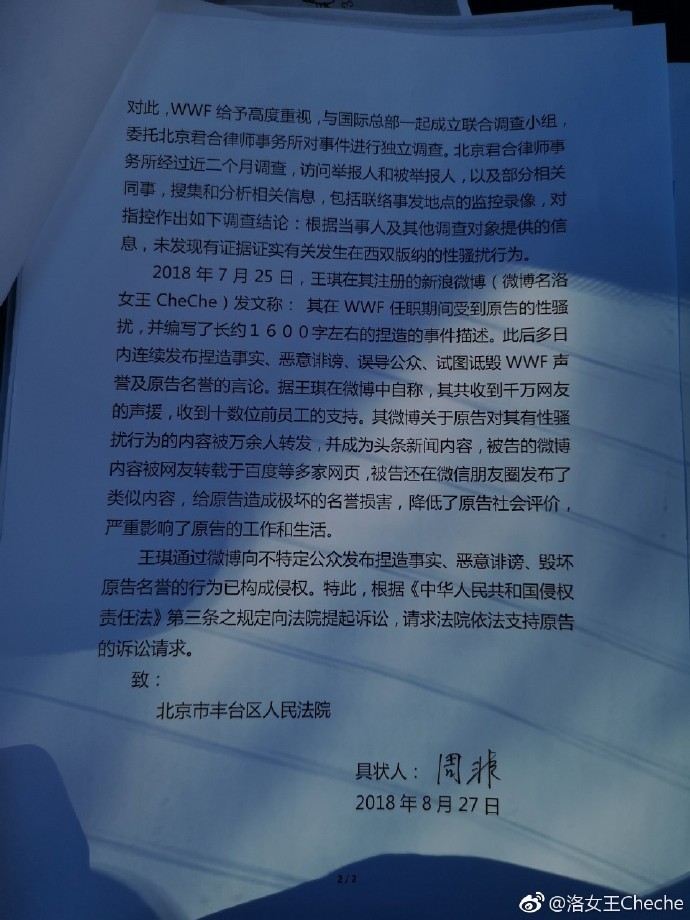 对此，WWF 给予高度重视，与国际总部一起成立联合调查小组，
委托北京君合律师事务所对事件进行独立调查。北京君合律师事
务所经过近二个月调查，访问举报人和被举报人，以及部分相关
同事，搜集和分析相关信息，包括联络事发地点的监控录像，对
指控作出如下调查结论：根据当事人及其他调查对象提供的信
息，未发现有证据证实有关发生在西双版纳的性骚扰行为。
2018 年 7 月 25 日，王琪在其注册的新浪微博（微博名洛
女王 CheChe）发文称： 其在 WWF 任职期间受到原告的性骚
扰，并编写了长约１６００字左右的捏造的事件描述。此后多日
内连续发布捏造事实、恶意诽谤、误导公众、试图诋毁 WWF 声
誉及原告名誉的言论。据王琪在微博中自称，其共收到千万网友
的声援，收到十数位前员工的支持。其微博关于原告对其有性骚
扰行为的内容被万余人转发，并成为头条新闻内容，被告的微博
内容被网友转载于百度等多家网页，被告还在微信朋友圈发布了
类似内容，给原告造成极坏的名誉损害，降低了原告社会评价，
严重影响了原告的工作和生活。
王琪通过微博向不特定公众发布捏造事实、恶意诽谤、毁坏
原告名誉的行为已构成侵权。特此，根据《中华人民共和国侵权
责任法》第三条之规定向法院提起诉讼，请求法院依法支持原告
的诉讼请求。
致：
北京市丰台区人民法院
具状人： 周非
2018 年 8 月 27 日
2 / 2
@洛女王Cheche